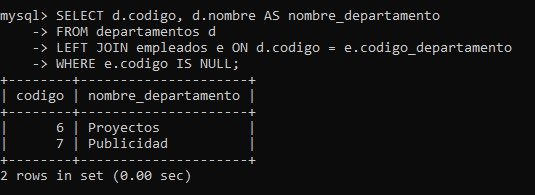 mysql> SELECT d.codigo, d.nombre AS nombre_departamento
    -> FROM departamentos d
    -> LEFT JOIN empleados e ON d.codigo = e.codigo_departamento
    -> WHERE e.codigo IS NULL;
+--------+---------------------+
| codigo | nombre_departamento |
+--------+---------------------+
|      6 | Proyectos           |
|      7 | Publicidad          |
+--------+---------------------+
2 rows in set (0.00 sec)